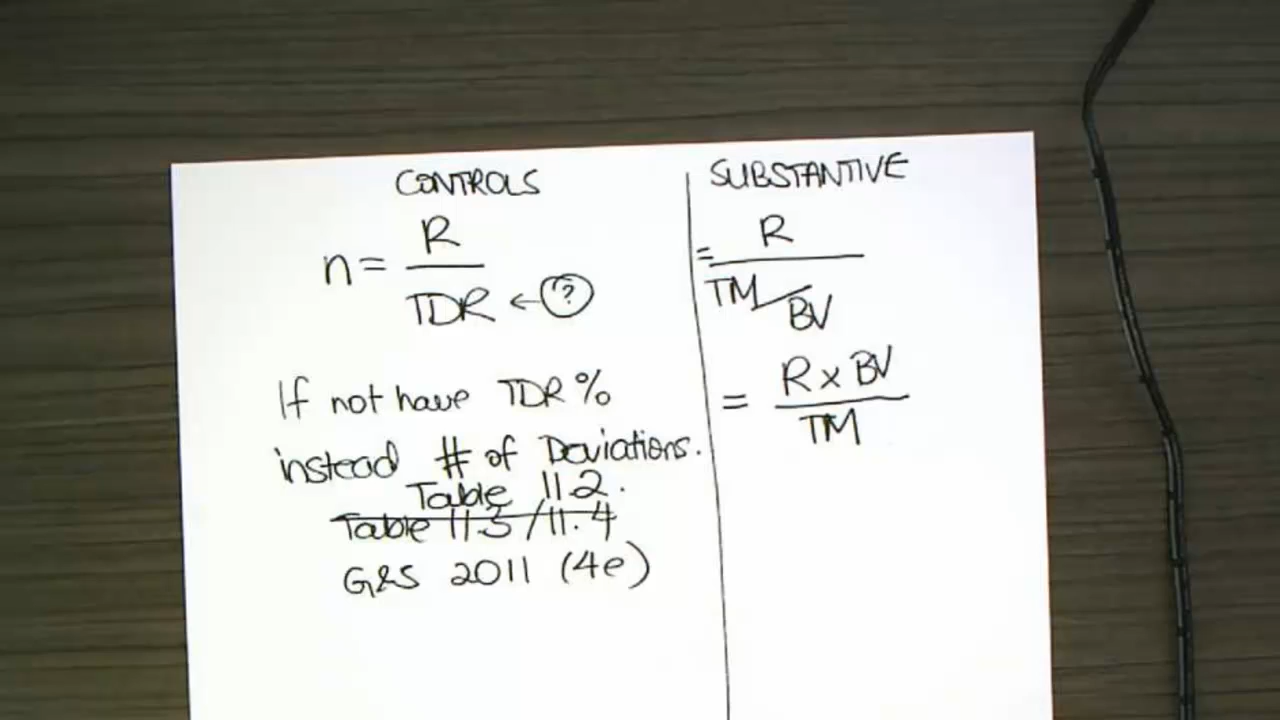 CONTROLS
n = R / TDR ← ?
If not have TDR %
instead # of Deviations.
Table 11.2.
Table 11.3 / 11.4
G&S 2011 (4e)
SUBSTANTIVE
= R / TM/BV
= R x BV / TM